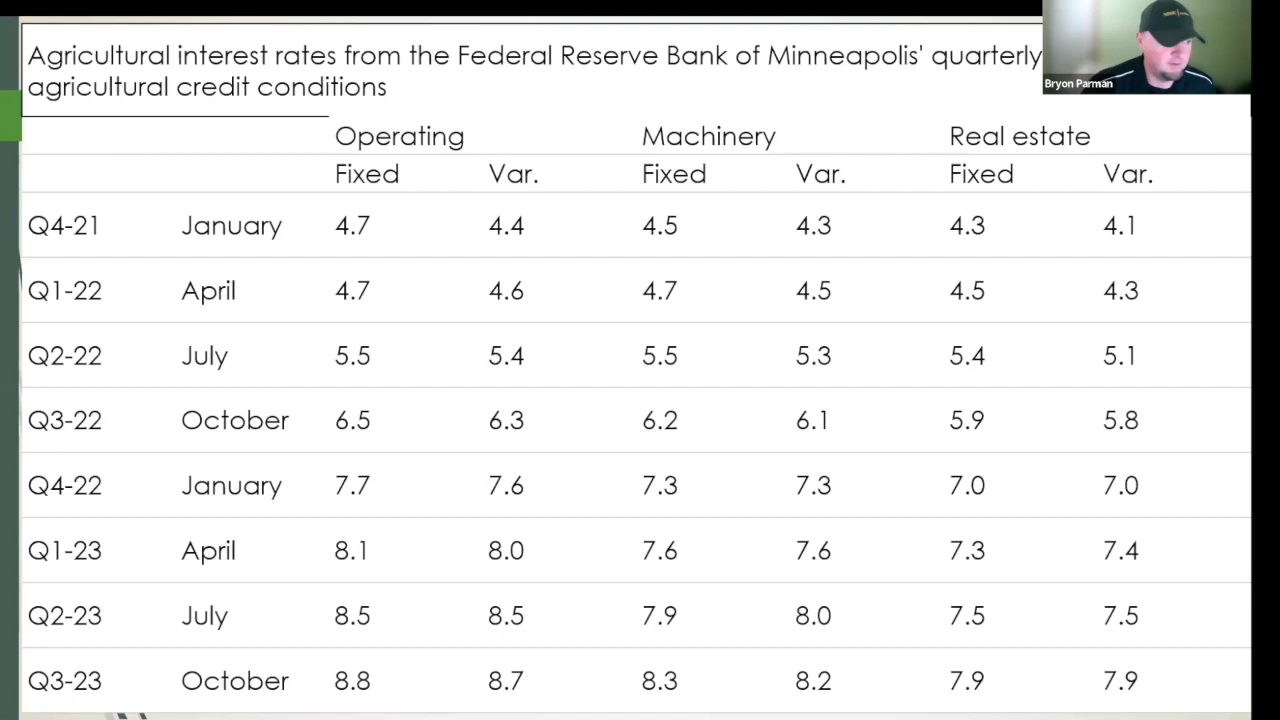 Agricultural interest rates from the Federal Reserve Bank of Minneapolis' quarterly
agricultural credit conditions
Bryon Parman
Operating Machinery Real estate
Fixed Var. Fixed Var. Fixed Var.
Q4-21 January 4.7 4.4 4.5 4.3 4.3 4.1
Q1-22 April 4.7 4.6 4.7 4.5 4.5 4.3
Q2-22 July 5.5 5.4 5.5 5.3 5.4 5.1
Q3-22 October 6.5 6.3 6.2 6.1 5.9 5.8
Q4-22 January 7.7 7.6 7.3 7.3 7.0 7.0
Q1-23 April 8.1 8.0 7.6 7.6 7.3 7.4
Q2-23 July 8.5 8.5 7.9 8.0 7.5 7.5
Q3-23 October 8.8 8.7 8.3 8.2 7.9 7.9